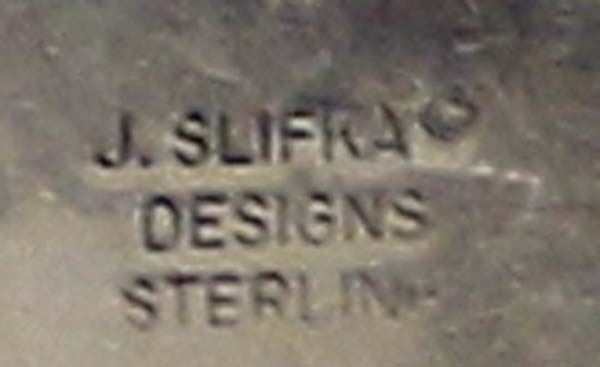 J. SLIFKA©
DESIGNS
STERLING